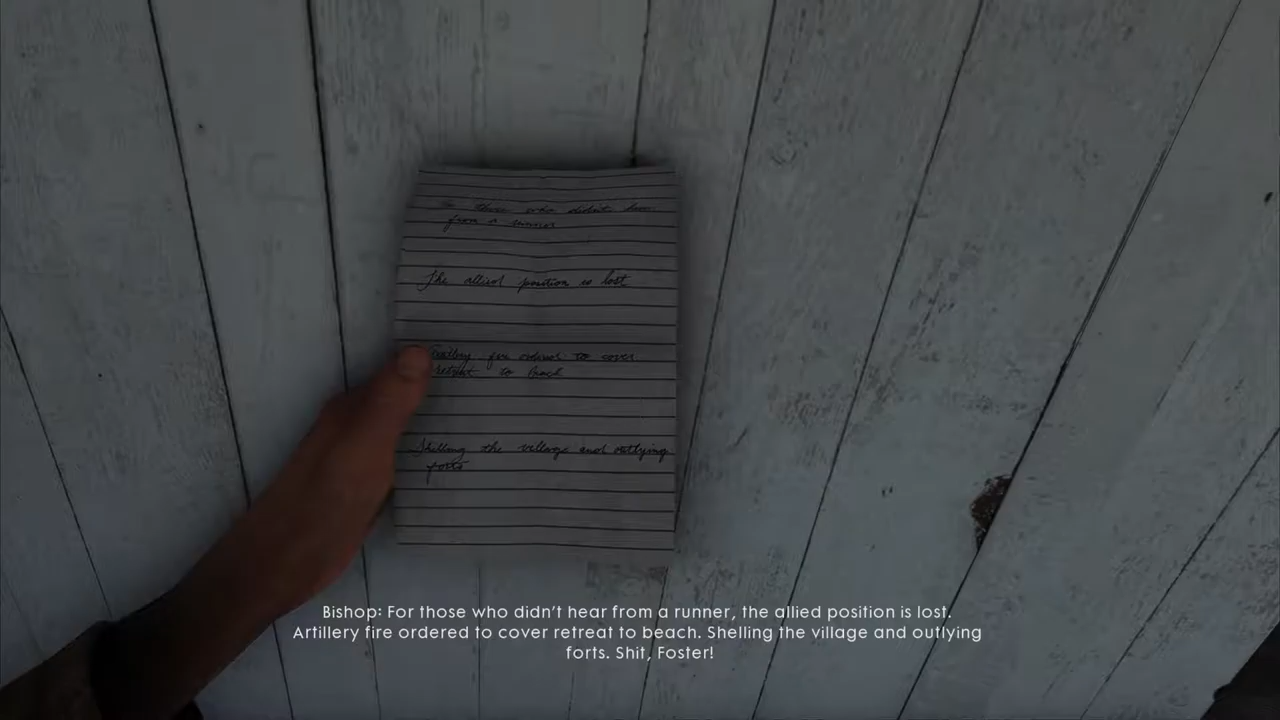 those who didn't hear
from a runner
The allied position is lost
Artillery fire ordered to cover
retreat to beach
Shelling the village and outlying
forts
Bishop: For those who didn't hear from a runner, the allied position is lost.
Artillery fire ordered to cover retreat to beach. Shelling the village and outlying
forts. Shit, Foster!